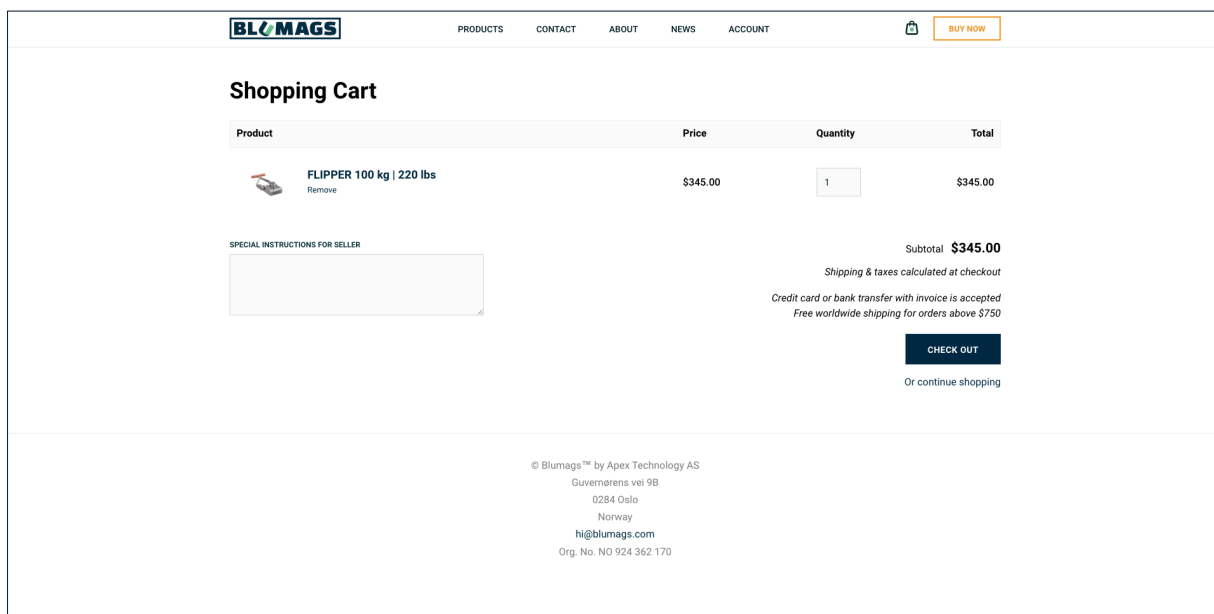 BLUMAGS
PRODUCTS CONTACT ABOUT NEWS ACCOUNT
BUY NOW
Shopping Cart
Product Price Quantity Total
FLIPPER 100 kg | 220 lbs
Remove
$345.00
1
$345.00
SPECIAL INSTRUCTIONS FOR SELLER
Subtotal $345.00
Shipping & taxes calculated at checkout
Credit card or bank transfer with invoice is accepted
Free worldwide shipping for orders above $750
CHECK OUT
Or continue shopping
© Blumags™ by Apex Technology AS
Guvernørens vei 9B
0284 Oslo
Norway
hi@blumags.com
Org. No. NO 924 362 170